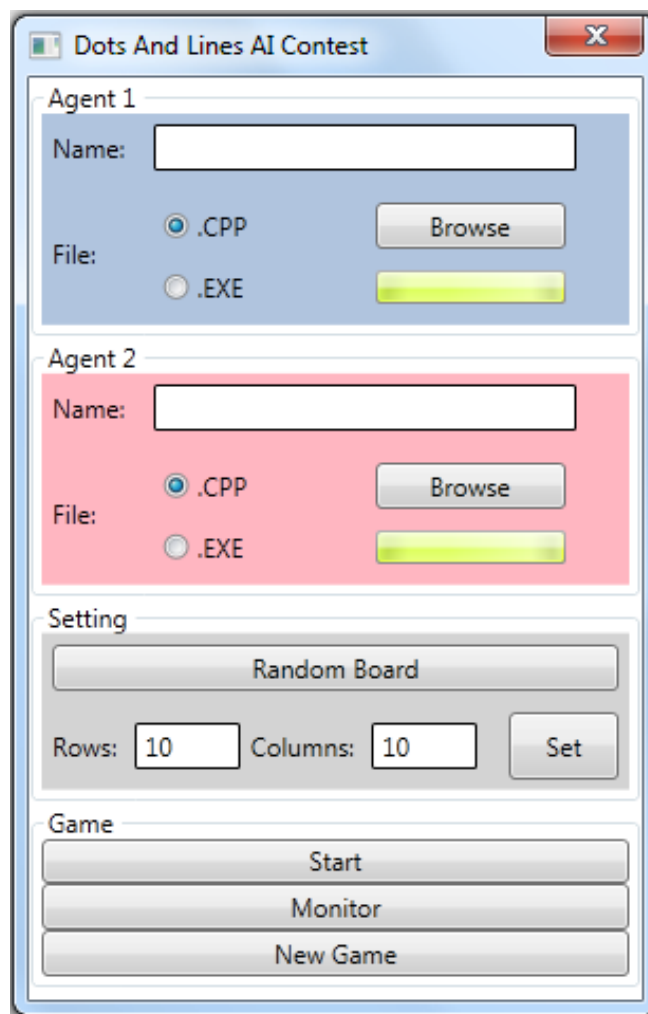 Dots And Lines AI Contest
Agent 1
Name:
.CPP Browse
File:
.EXE
Agent 2
Name:
.CPP Browse
File:
.EXE
Setting
Random Board
Rows: 10 Columns: 10 Set
Game
Start
Monitor
New Game